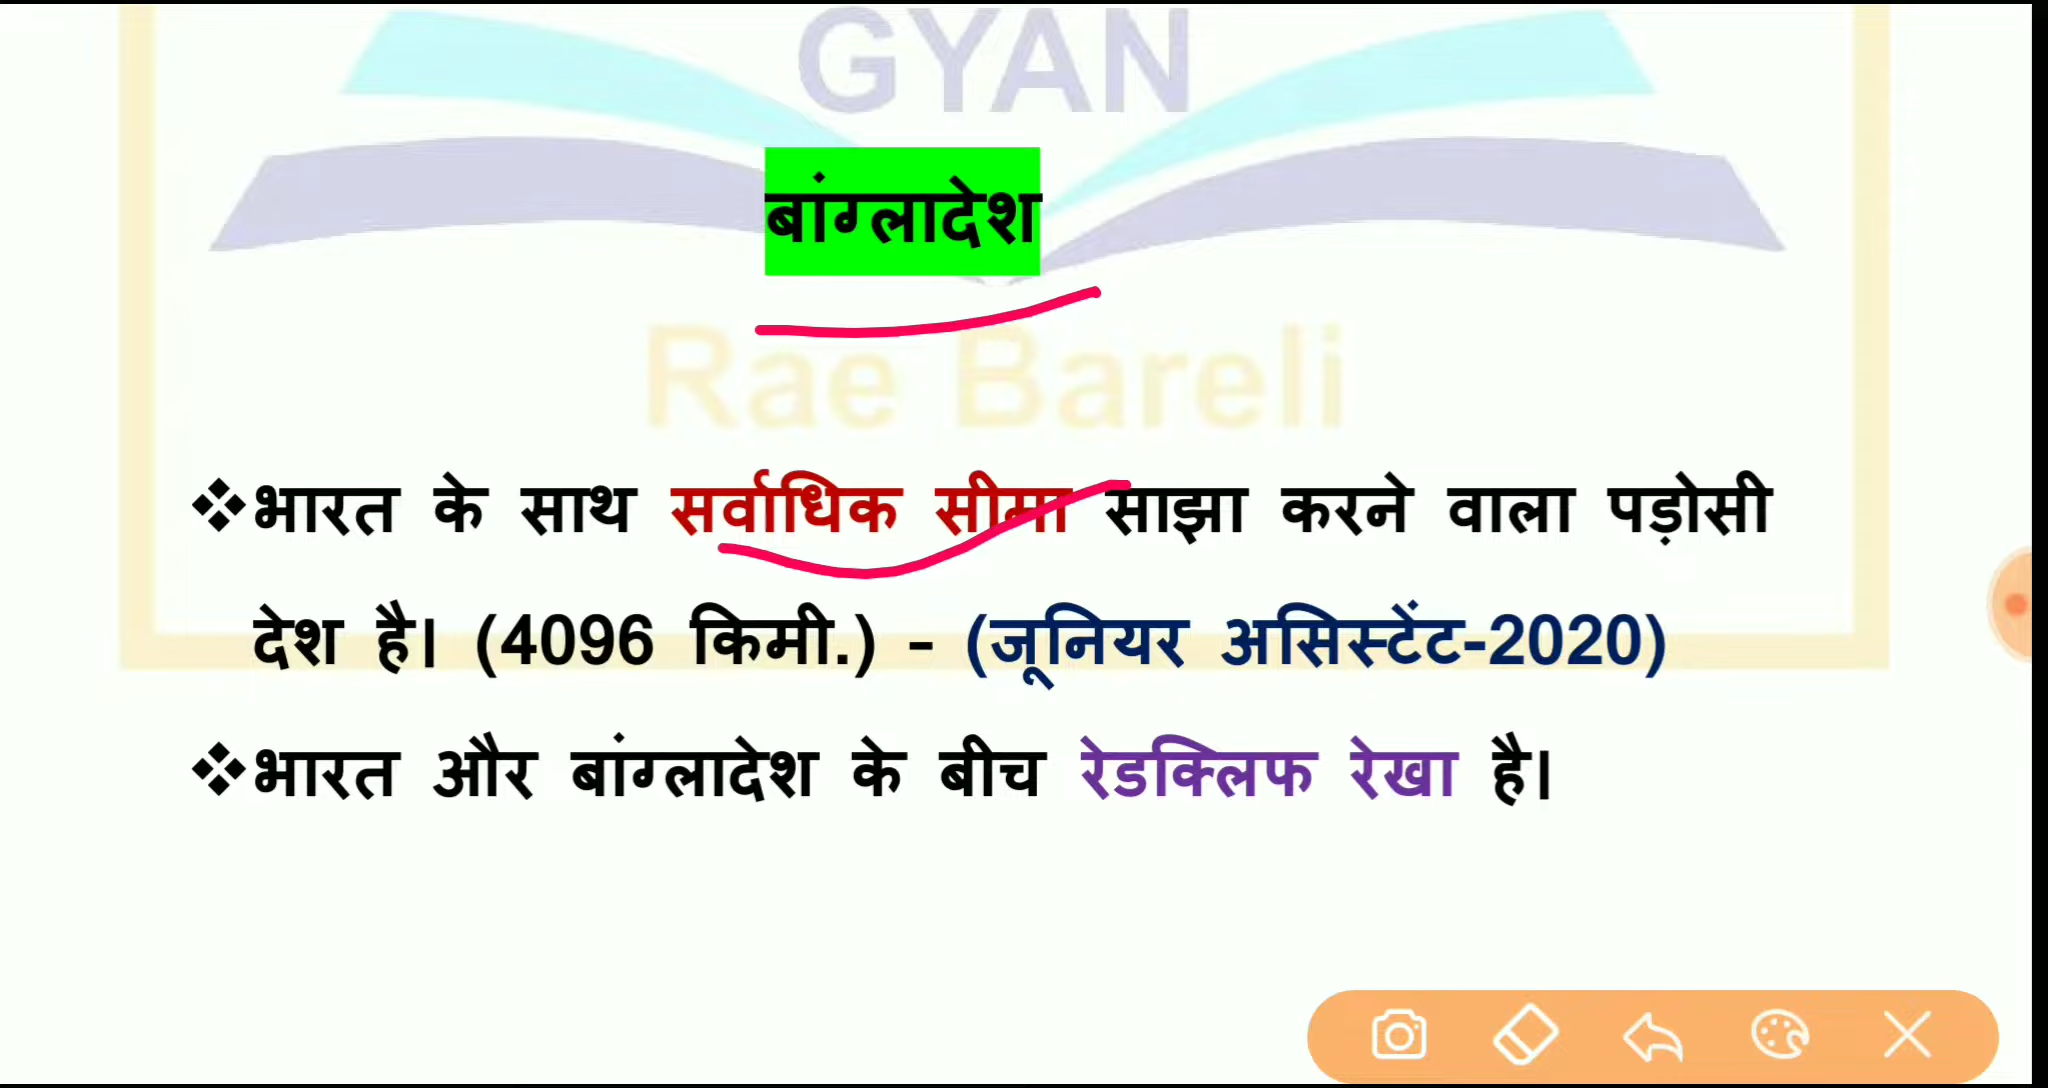 GYAN
बांग्लादेश
Rae Bareli
❖भारत के साथ सर्वाधिक सीमा साझा करने वाला पड़ोसी
देश है। (4096 किमी.) – (जूनियर असिस्टेंट-2020)
❖भारत और बांग्लादेश के बीच रेडक्लिफ रेखा है।